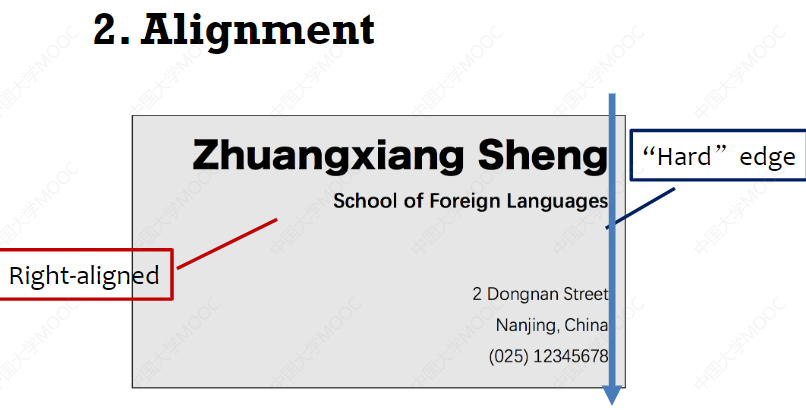 2. Alignment
Zhuangxiang Sheng
“Hard” edge
School of Foreign Languages
Right-aligned
2 Dongnan Street
Nanjing, China
(025) 12345678
中国大学MOOC